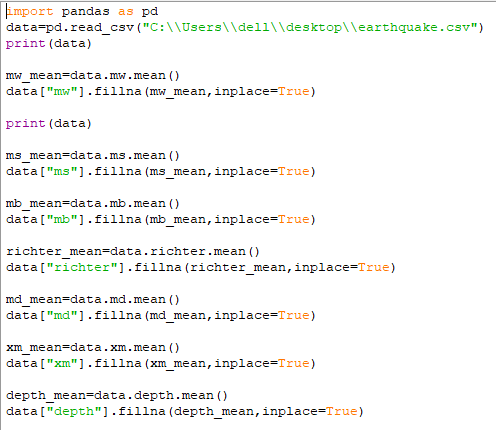 import pandas as pd
data=pd.read_csv("C:\\Users\\dell\\desktop\\earthquake.csv")
print(data)
mw_mean=data.mw.mean()
data["mw"].fillna(mw_mean,inplace=True)
print(data)
ms_mean=data.ms.mean()
data["ms"].fillna(ms_mean,inplace=True)
mb_mean=data.mb.mean()
data["mb"].fillna(mb_mean,inplace=True)
richter_mean=data.richter.mean()
data["richter"].fillna(richter_mean,inplace=True)
md_mean=data.md.mean()
data["md"].fillna(md_mean,inplace=True)
xm_mean=data.xm.mean()
data["xm"].fillna(xm_mean,inplace=True)
depth_mean=data.depth.mean()
data["depth"].fillna(depth_mean,inplace=True)